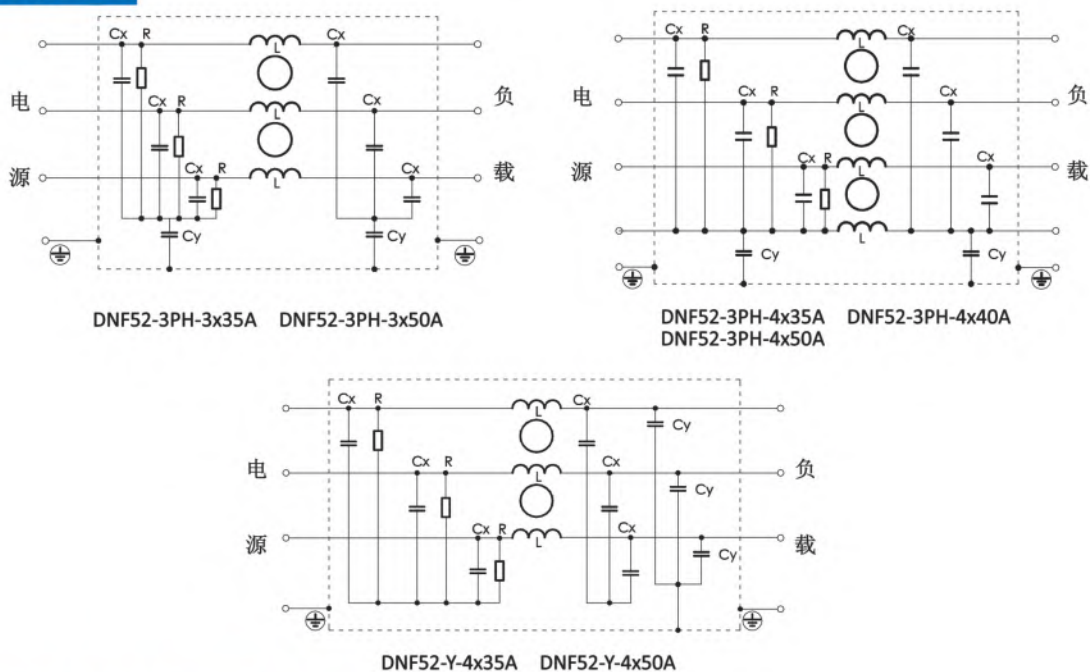 Cx R
L
Cx
电 Cx R L Cx 负
源 Cx R L Cx 载
Cy Cy
DNF52-3PH-3x35A DNF52-3PH-3x50A
Cx R
L
Cx
电 Cx R L Cx 负
源 Cx R L Cx 载
L
Cy Cy
DNF52-3PH-4x35A DNF52-3PH-4x40A
DNF52-3PH-4x50A
Cx R
L
Cx
Cy
电 Cx R L Cx 负
Cy
源 Cx R L Cx 载
Cy
DNF52-Y-4x35A DNF52-Y-4x50A